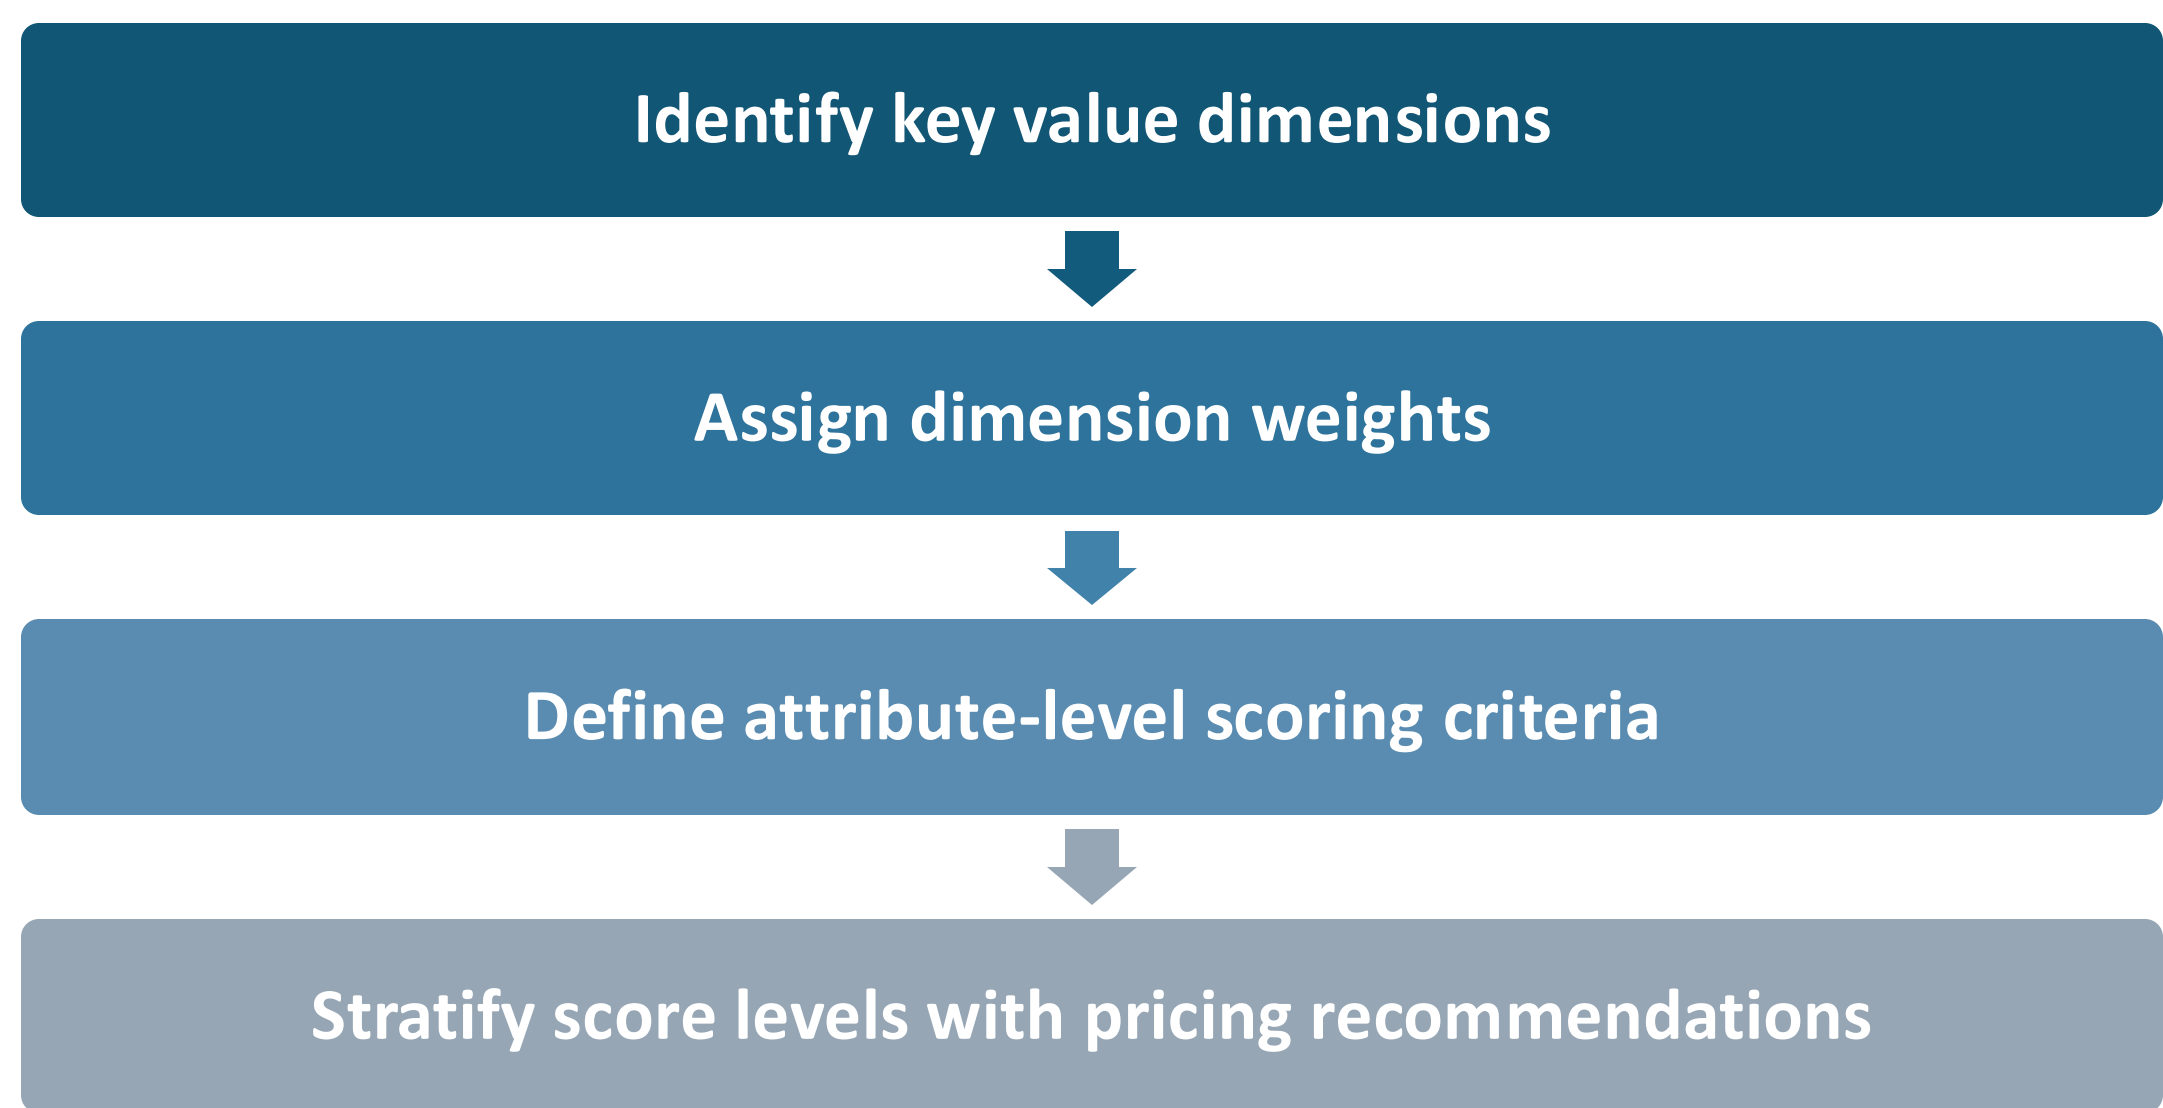 Identify key value dimensions
Assign dimension weights
Define attribute-level scoring criteria
Stratify score levels with pricing recommendations